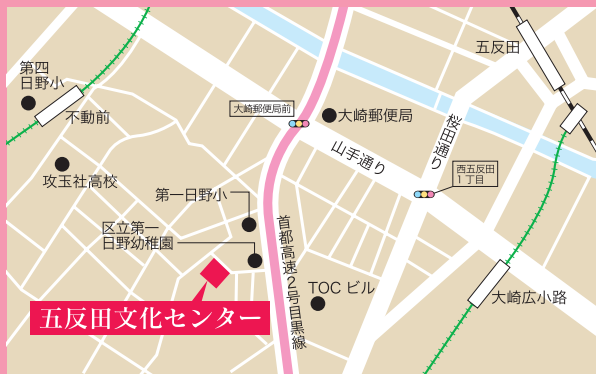 五反田
第四
日野小
大崎郵便局前
大崎郵便局
不動前
桜田通り
山手通り
西五反田
1丁目
攻玉社高校
第一日野小
区立第一
日野幼稚園
首都高速2号目黒線
TOC ビル
大崎広小路
五反田文化センター